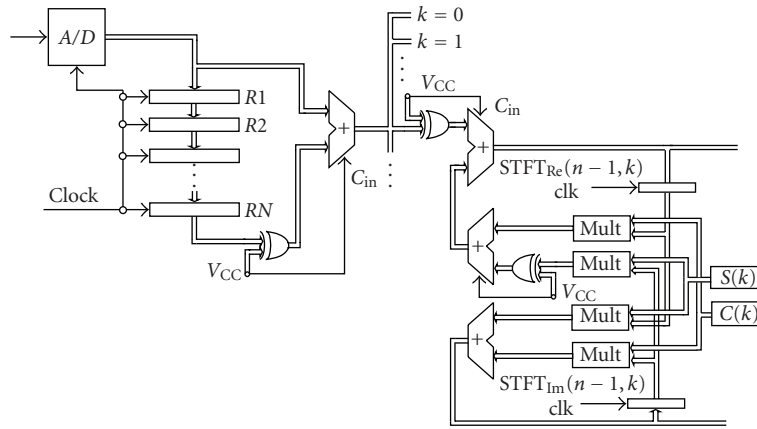 A/D
k = 0
k = 1
R1
R2
Clock
RN
V_CC
C_in
V_CC
C_in
STFT_Re(n − 1, k)
clk
Mult
Mult
V_CC
S(k)
C(k)
Mult
Mult
STFT_Im(n − 1, k)
clk
+
+
+
+